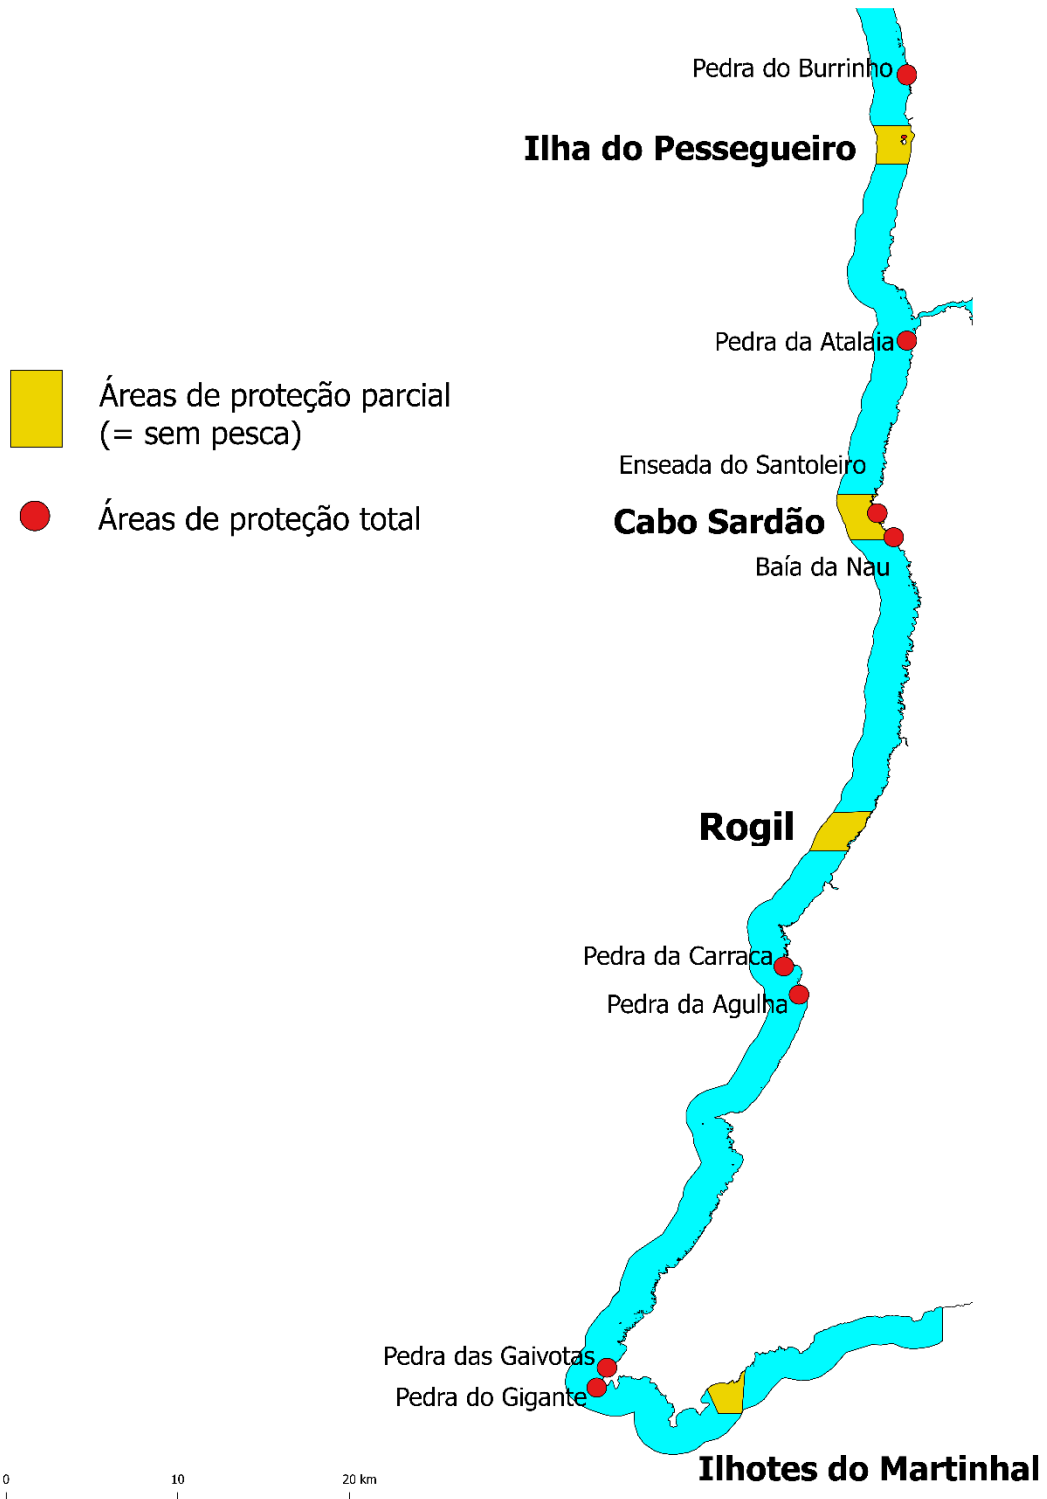 Pedra do Burrinho
Ilha do Pessegueiro
Pedra da Atalaia
Áreas de proteção parcial
(= sem pesca)
Enseada do Santoleiro
Áreas de proteção total
Cabo Sardão
Baía da Nau
Rogil
Pedra da Carraca
Pedra da Agulha
Pedra das Gaivotas
Pedra do Gigante
Ilhotes do Martinhal
0 10 20 km